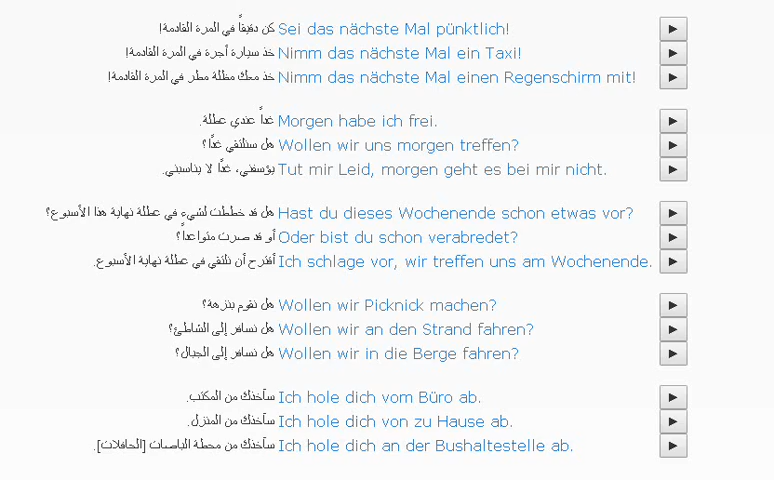 كن دقيقاً في المرة القادمة! Sei das nächste Mal pünktlich!
خذ سيارة أجرة في المرة القادمة! Nimm das nächste Mal ein Taxi!
خذ معك مظلة مطر في المرة القادمة! Nimm das nächste Mal einen Regenschirm mit!
غداً عندي عطلة. Morgen habe ich frei.
هل سنلتقي غدًا؟ Wollen wir uns morgen treffen?
يؤسفني، غدًا لا يناسبني. Tut mir Leid, morgen geht es bei mir nicht.
هل قد خططت لشيء في عطلة نهاية هذا الأسبوع؟ Hast du dieses Wochenende schon etwas vor?
أو قد صرت متواعداً؟ Oder bist du schon verabredet?
أقترح أن نلتقي في عطلة نهاية الأسبوع. Ich schlage vor, wir treffen uns am Wochenende.
هل نقوم بنزهة؟ Wollen wir Picknick machen?
هل نسافر إلى الشاطئ؟ Wollen wir an den Strand fahren?
هل نسافر إلى الجبال؟ Wollen wir in die Berge fahren?
سآخذك من المكتب. Ich hole dich vom Büro ab.
سآخذك من المنزل. Ich hole dich von zu Hause ab.
سآخذك من محطة الباصات [الحافلات]. Ich hole dich an der Bushaltestelle ab.